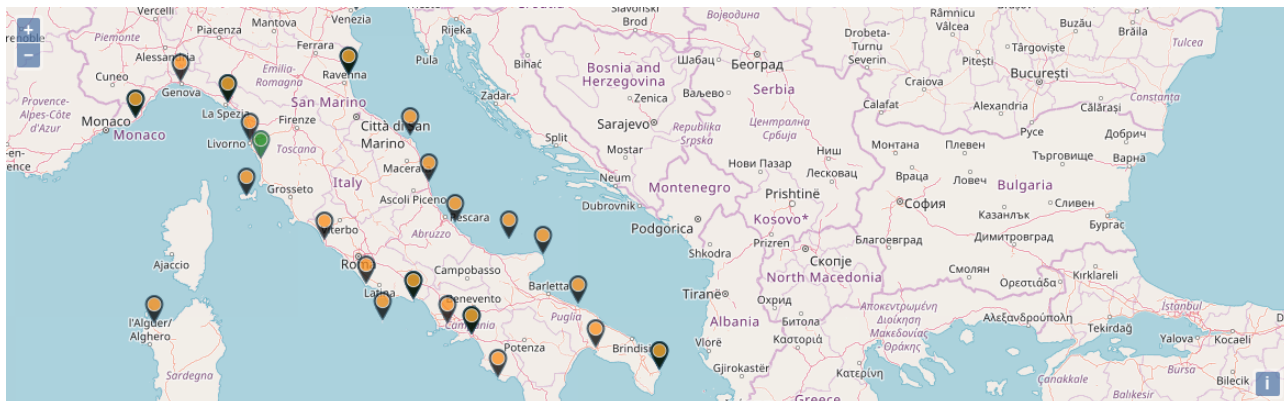 Vercelli
Mantova
Slavonski
Brod
Râmnicu
Vâlcea
Buzău
Brăila
Piemonte
Piacenza
Venezia
Rijeka
Војводина
Drobeta-
Turnu
Severin
Târgoviște
Tulcea
+
−
Alessandria
Ferrara
Pula
Bihać
Bosnia and
Herzegovina
Шабац
Београд
Pitești
București
Cuneo
Genova
Emilia-
Romagna
Ravenna
Zenica
Ваљево
Serbia
Craiova
Provence-
Alpes-Côte
d'Azur
Monaco
Monaco
La Spezia
San Marino
Firenze
Zadar
Calafat
Alexandria
Călărași
Constanța
Livorno
Toscana
Città di San
Marino
Split
Sarajevo
Republika
Srpska
Централна
Србија
Русе
Добрич
Macerata
Mostar
Ниш
Монтана
Плевен
Търговище
Варна
Grosseto
Italy
Ascoli Piceno
Neum
Нови Пазар
Лесковац
Враца
Ловеч
Bulgaria
Viterbo
Pescara
Dubrovnik
Montenegro
Prishtinë
София
Казанлък
Сливен
Abruzzo
Podgorica
Kosovo*
Благоевград
Димитровград
Бургас
Ajaccio
Roma
Campobasso
Shkodra
Prizren
Скопје
North Macedonia
Смолян
Орестιάδα
Kırklareli
Latina
Benevento
Barletta
Tiranë
Охрид
Битола
Αποκεντρωμένη
Διοίκηση
Μακεδονίας
Θράκης
Αλεξανδρούπολη
İstanbul
l'Alguer/
Alghero
Campania
Puglia
Albania
Tekirdağ
Yalova
Kocaeli
Potenza
Brindisi
Vlorë
Καστοριά
Sardegna
Gjirokastër
Κατερίνη
Çanakkale
Bursa
Bilecik
Greece
Balıkesir
i